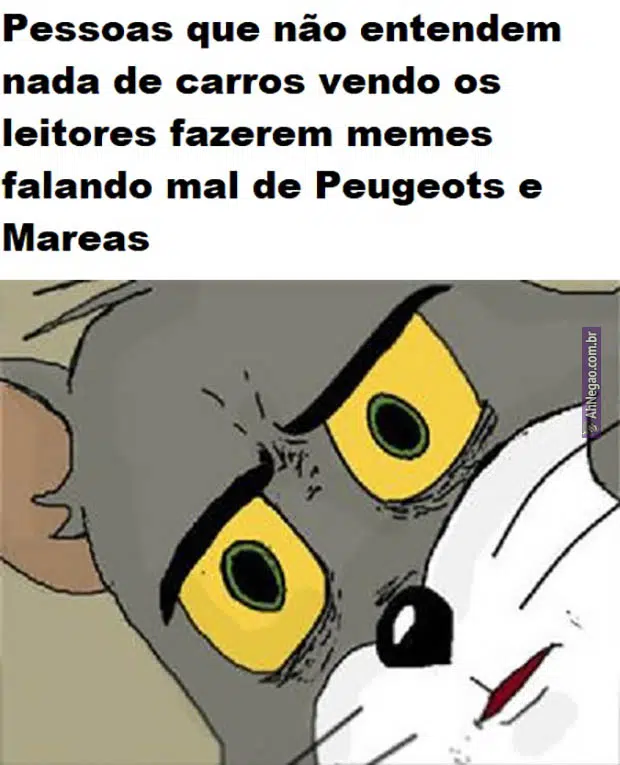 Pessoas que não entendem
nada de carros vendo os
leitores fazerem memes
falando mal de Peugeots e
Mareas
AhNegao.com.br